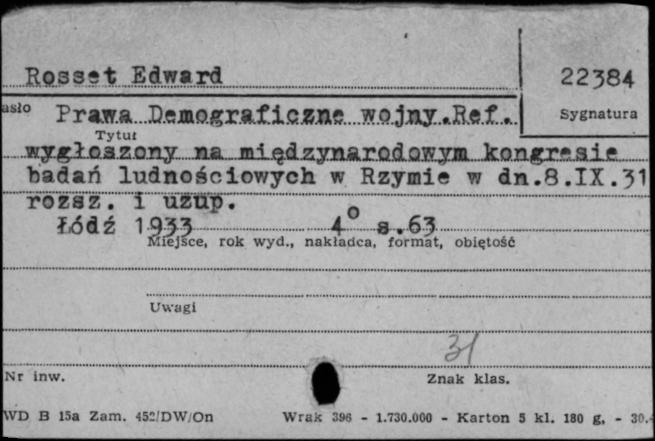 Rosset Edward
22384
asło Prawa Demograficzne wojny.Ref.
Sygnatura
Tytuł
wygłoszony na międzynarodowym kongresie
badań ludnościowych w Rzymie w dn.8.IX.31
rozsz. i uzup.
Łódź 1933 4° s.63
Miejsce, rok wyd., nakładca, format, objętość
Uwagi
31
Nr inw.
Znak klas.
WD B 15a Zam. 452/DW/On Wrak 396 - 1.730.000 - Karton 5 kl. 180 g, - 30.